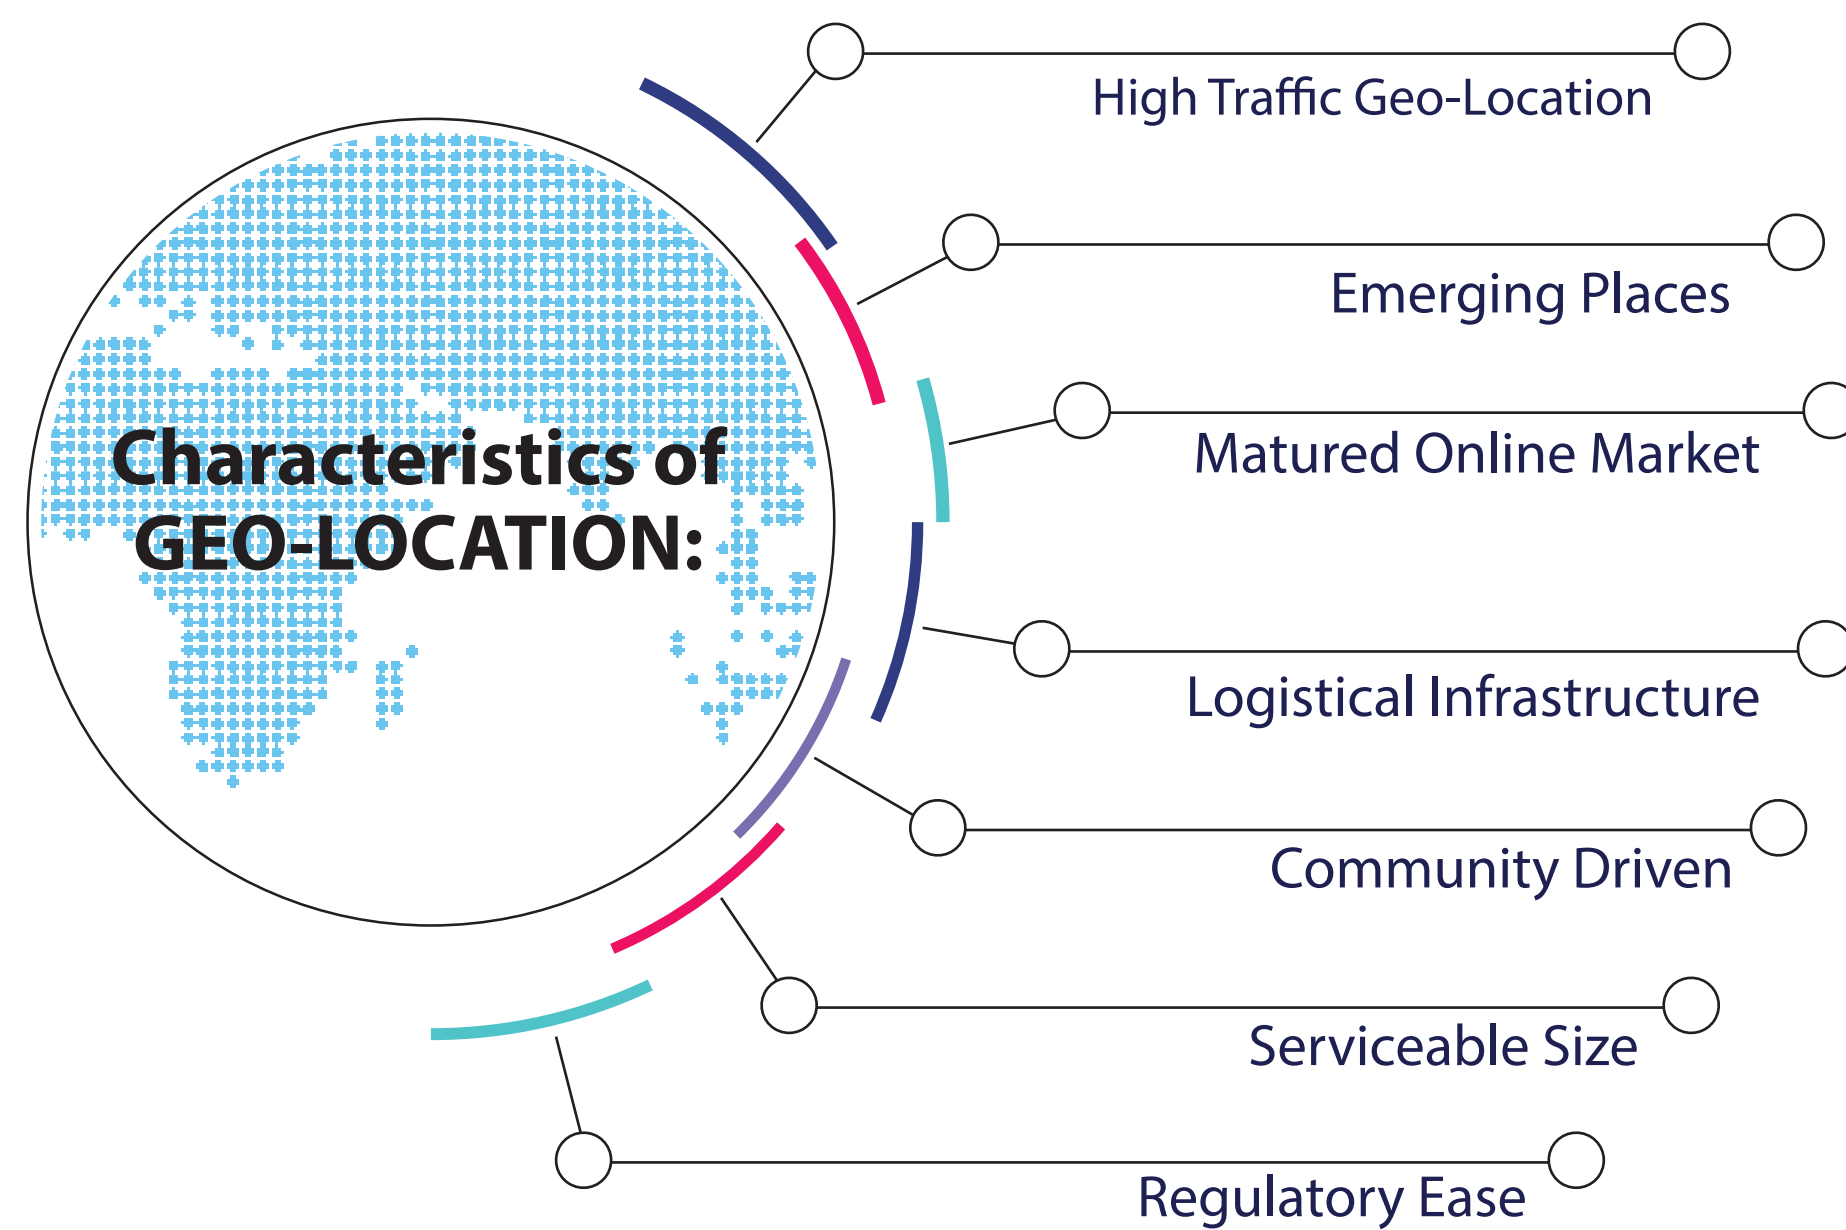 Characteristics of
GEO-LOCATION:
High Traffic Geo-Location
Emerging Places
Matured Online Market
Logistical Infrastructure
Community Driven
Serviceable Size
Regulatory Ease